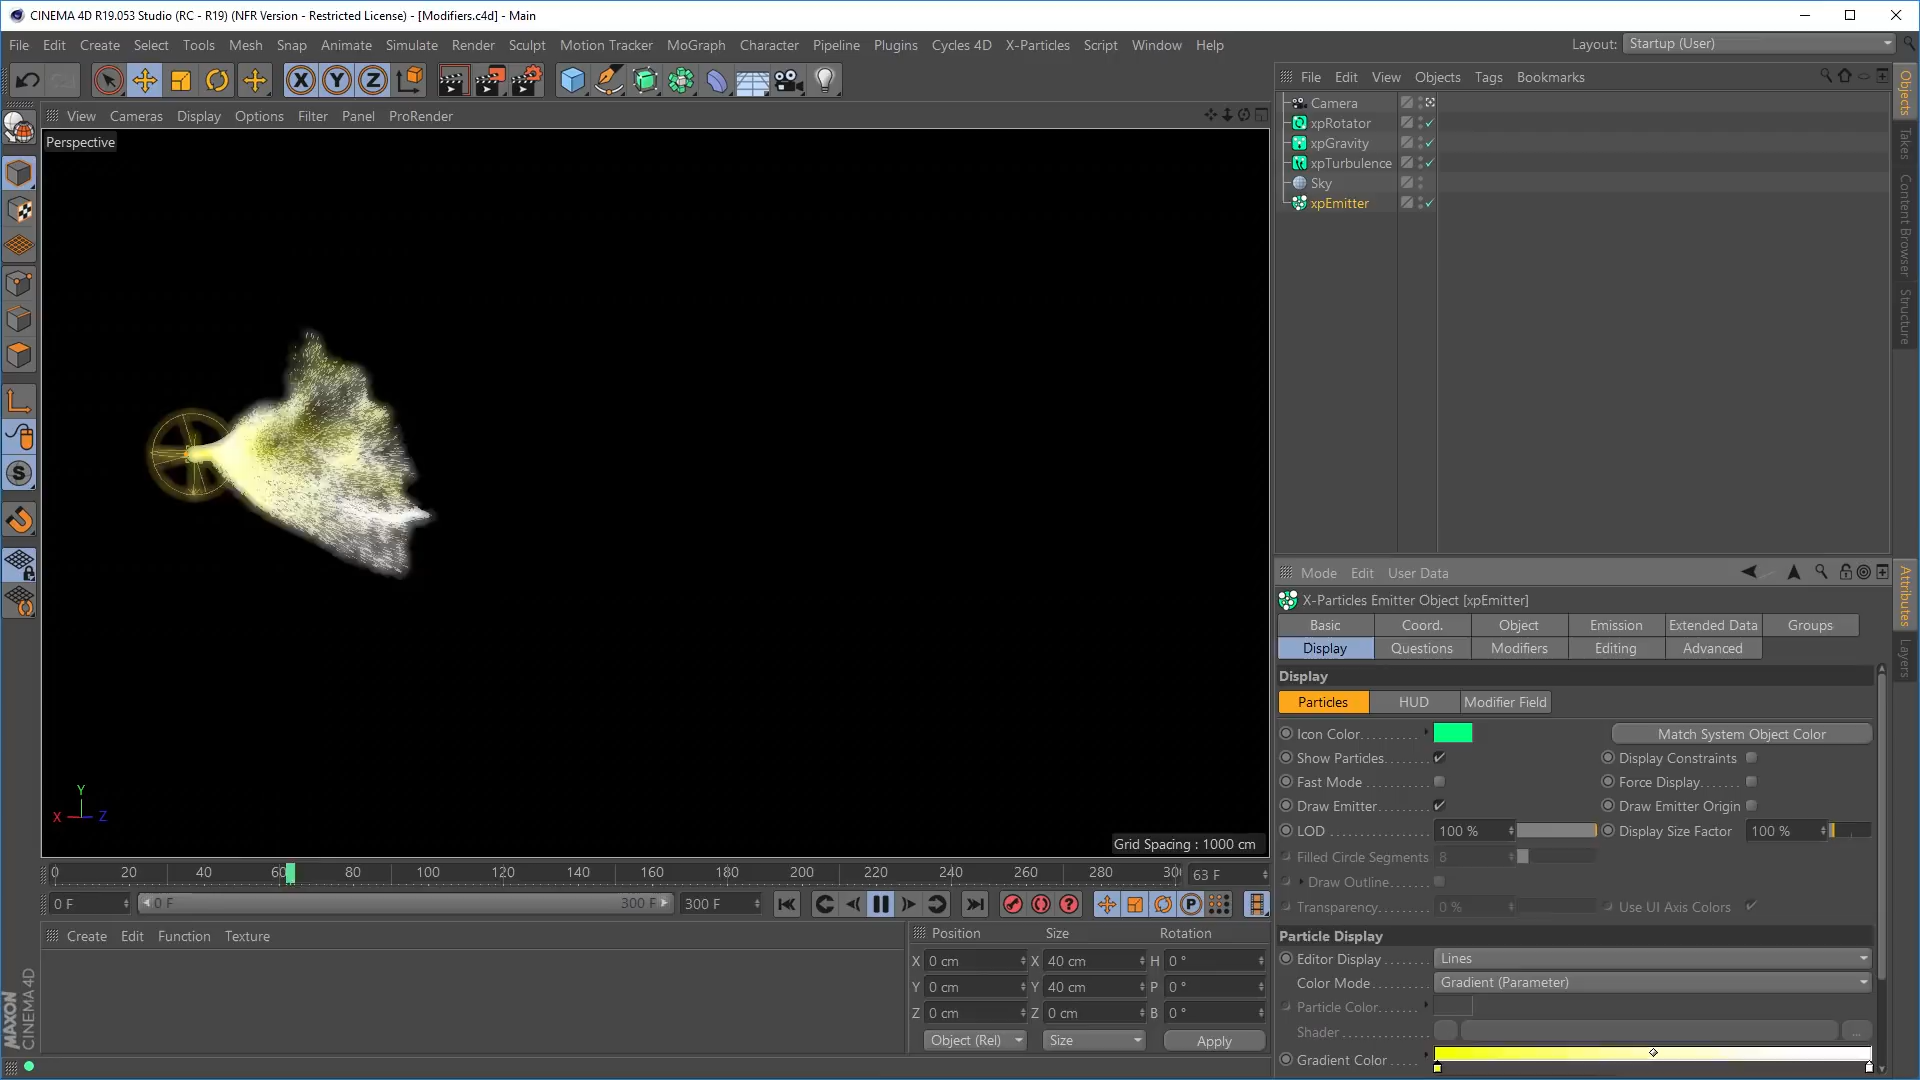 CINEMA 4D R19.053 Studio (RC - R19) (NFR Version - Restricted License) - [Modifiers.c4d] - Main
File Edit Create Select Tools Mesh Snap Animate Simulate Render Sculpt Motion Tracker MoGraph Character Pipeline Plugins Cycles 4D X-Particles Script Window Help
Layout: Startup (User)
X Y Z
File Edit View Objects Tags Bookmarks
View Cameras Display Options Filter Panel ProRender
Perspective
Camera
xpRotator
xpGravity
xpTurbulence
Sky
xpEmitter
Objects
Takes
Content Browser
Structure
Y
X Z
Grid Spacing : 1000 cm
0 20 40 60 80 100 120 140 160 180 200 220 240 260 280 30
63 F
0 F
0 F
300 F
300 F
P
Create Edit Function Texture
Position Size Rotation
X 0 cm X 40 cm H 0 °
Y 0 cm Y 40 cm P 0 °
Z 0 cm Z 0 cm B 0 °
Object (Rel) Size Apply
MAXON
CINEMA 4D
Mode Edit User Data
X-Particles Emitter Object [xpEmitter]
Basic Coord. Object Emission Extended Data Groups
Display Questions Modifiers Editing Advanced
Display
Particles HUD Modifier Field
Icon Color Match System Object Color
Show Particles Display Constraints
Fast Mode Force Display
Draw Emitter Draw Emitter Origin
LOD 100 % Display Size Factor 100 %
Filled Circle Segments 8
Draw Outline
Transparency 0 % Use UI Axis Colors
Particle Display
Editor Display Lines
Color Mode Gradient (Parameter)
Particle Color
Shader ...
Gradient Color
Attributes
Layers